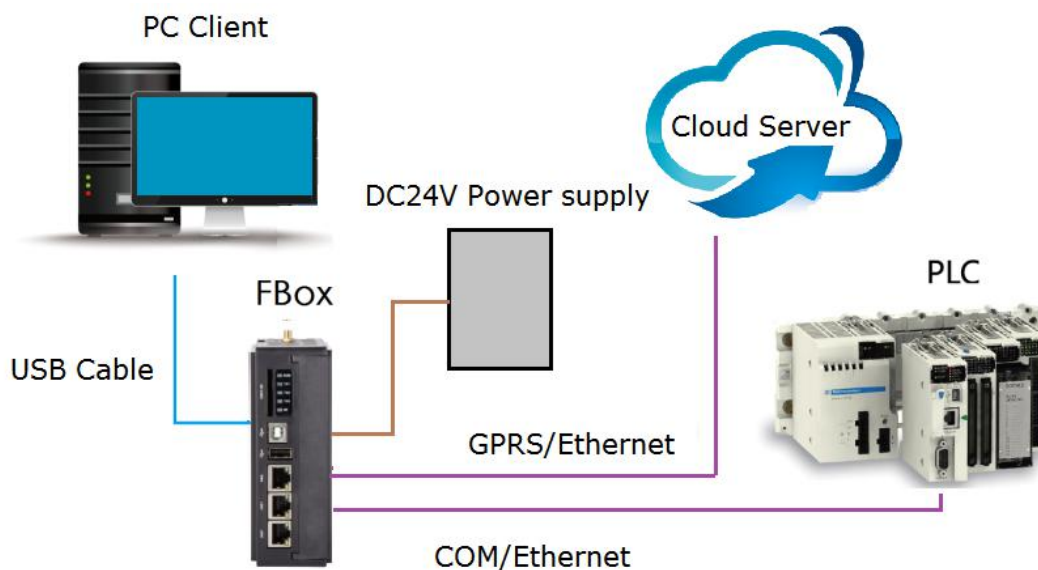 PC Client
Cloud Server
DC24V Power supply
FBox
PLC
USB Cable
GPRS/Ethernet
COM/Ethernet